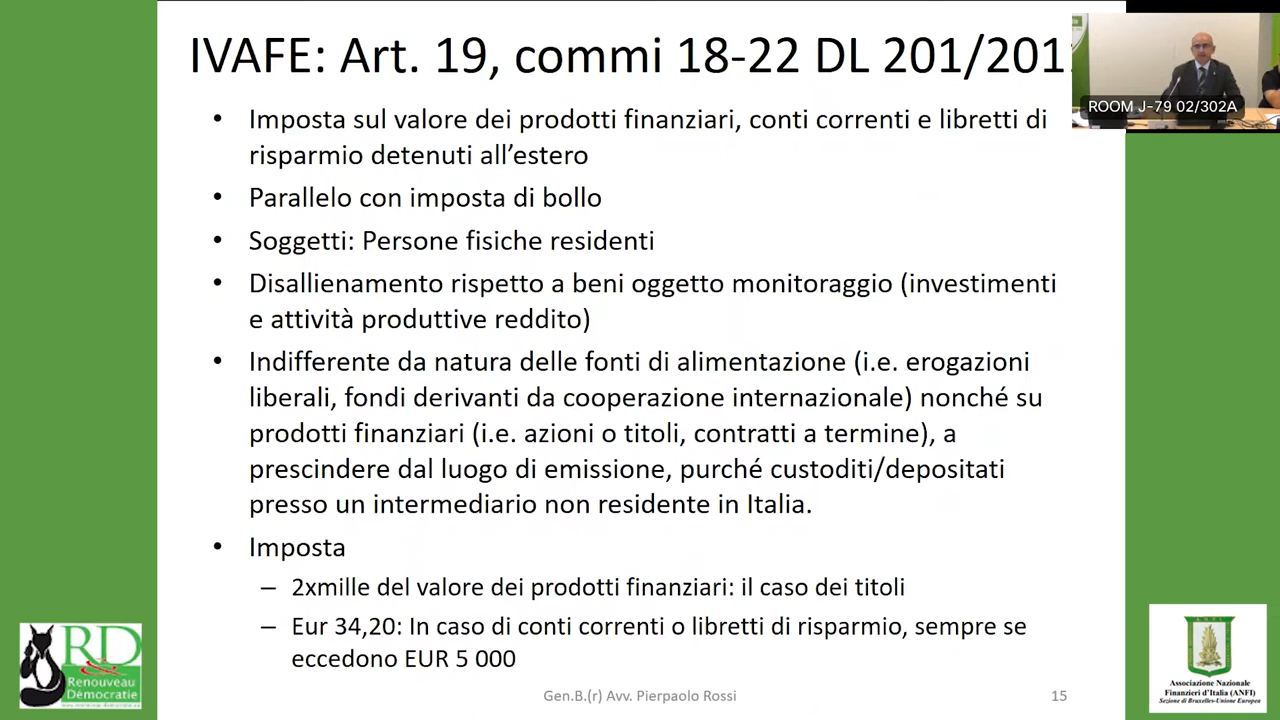 IVAFE: Art. 19, commi 18-22 DL 201/201
ROOM J-79 02/302A
• Imposta sul valore dei prodotti finanziari, conti correnti e libretti di
risparmio detenuti all’estero
• Parallelo con imposta di bollo
• Soggetti: Persone fisiche residenti
• Disallienamento rispetto a beni oggetto monitoraggio (investimenti
e attività produttive reddito)
• Indifferente da natura delle fonti di alimentazione (i.e. erogazioni
liberali, fondi derivanti da cooperazione internazionale) nonché su
prodotti finanziari (i.e. azioni o titoli, contratti a termine), a
prescindere dal luogo di emissione, purché custoditi/depositati
presso un intermediario non residente in Italia.
• Imposta
– 2xmille del valore dei prodotti finanziari: il caso dei titoli
– Eur 34,20: In caso di conti correnti o libretti di risparmio, sempre se
eccedono EUR 5 000
RD
&
Renouveau
Démocratie
Gen.B.(r) Avv. Pierpaolo Rossi
15
Associazione Nazionale
Finanzieri d'Italia (ANFI)
Sezione di Bruxelles-Unione Europea